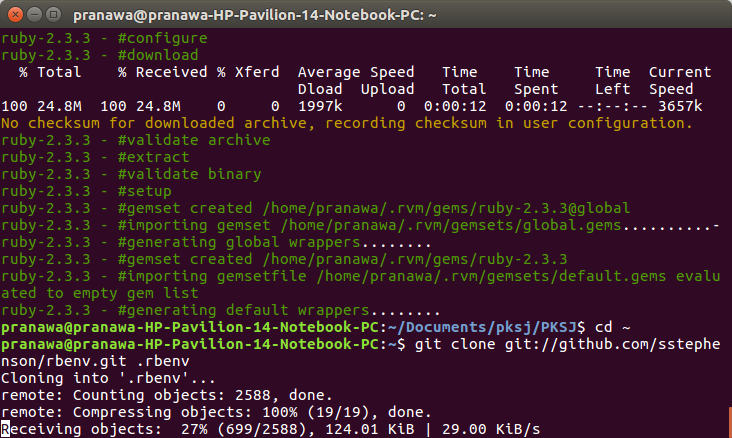 pranawa@pranawa-HP-Pavilion-14-Notebook-PC: ~
ruby-2.3.3 - #configure
ruby-2.3.3 - #download
  % Total    % Received % Xferd  Average Speed   Time    Time     Time  Current
                                 Dload  Upload   Total   Spent    Left  Speed
100 24.8M  100 24.8M    0     0  1997k      0  0:00:12  0:00:12 --:--:-- 3657k
No checksum for downloaded archive, recording checksum in user configuration.
ruby-2.3.3 - #validate archive
ruby-2.3.3 - #extract
ruby-2.3.3 - #validate binary
ruby-2.3.3 - #setup
ruby-2.3.3 - #gemset created /home/pranawa/.rvm/gems/ruby-2.3.3@global
ruby-2.3.3 - #importing gemset /home/pranawa/.rvm/gemsets/global.gems..........-
ruby-2.3.3 - #generating global wrappers........
ruby-2.3.3 - #gemset created /home/pranawa/.rvm/gems/ruby-2.3.3
ruby-2.3.3 - #importing gemsetfile /home/pranawa/.rvm/gemsets/default.gems evalu
ated to empty gem list
ruby-2.3.3 - #generating default wrappers........
pranawa@pranawa-HP-Pavilion-14-Notebook-PC:~/Documents/pksj/PKSJ$ cd ~
pranawa@pranawa-HP-Pavilion-14-Notebook-PC:~$ git clone git://github.com/sstephe
nson/rbenv.git .rbenv
Cloning into '.rbenv'...
remote: Counting objects: 2588, done.
remote: Compressing objects: 100% (19/19), done.
Receiving objects:  27% (699/2588), 124.01 KiB | 29.00 KiB/s